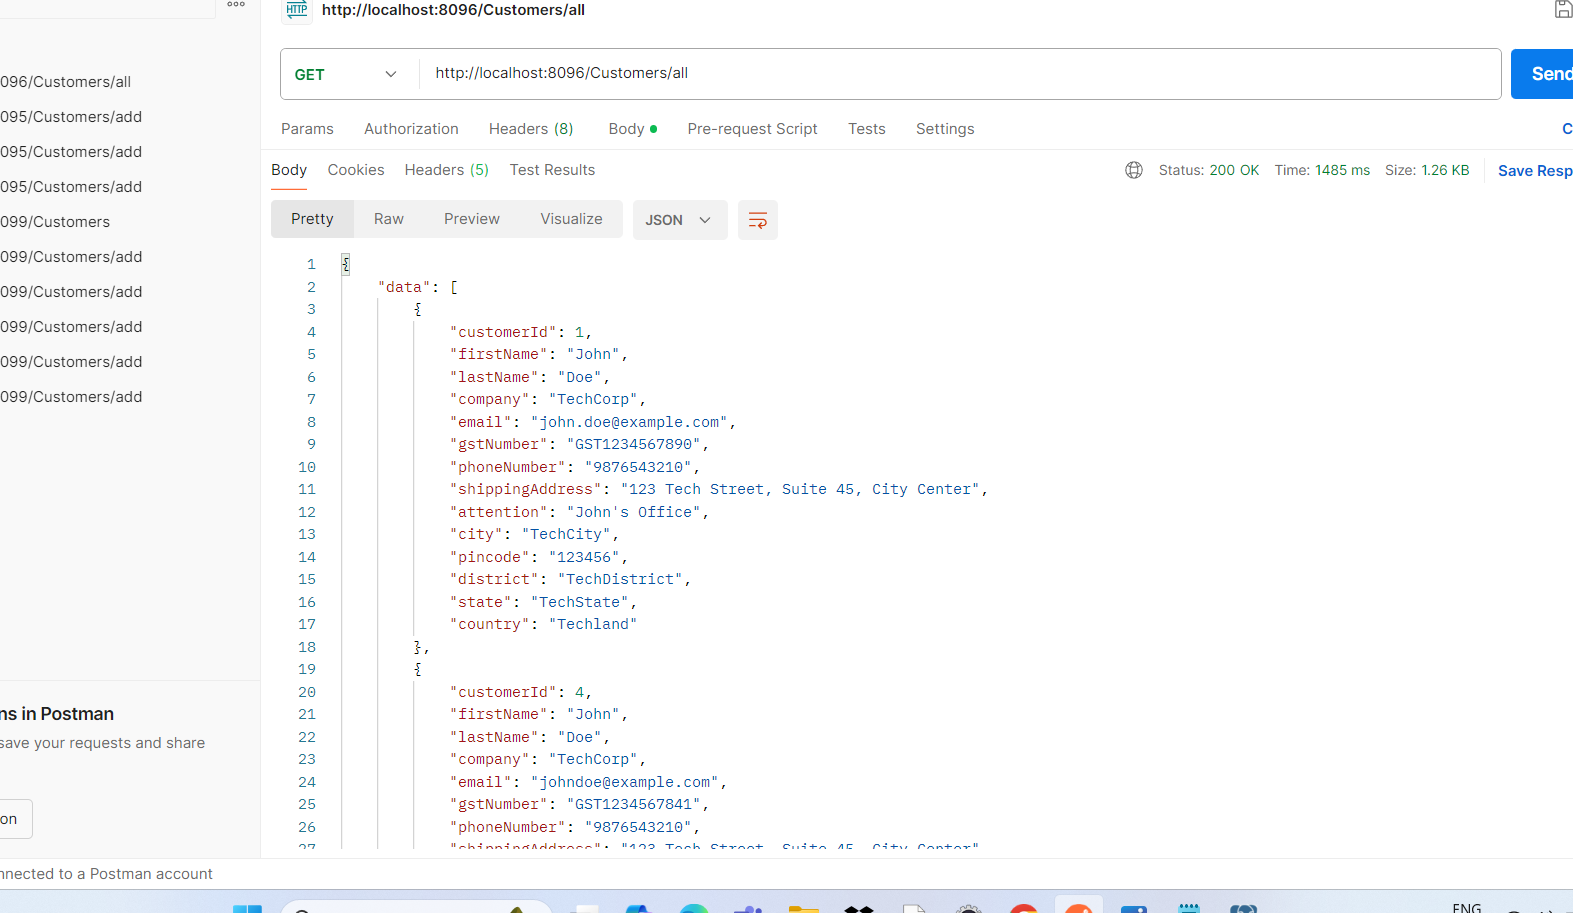 HTTP http://localhost:8096/Customers/all
096/Customers/all
095/Customers/add
095/Customers/add
095/Customers/add
099/Customers
099/Customers/add
099/Customers/add
099/Customers/add
099/Customers/add
099/Customers/add
ns in Postman
save your requests and share
on
GET http://localhost:8096/Customers/all Send
Params Authorization Headers (8) Body Pre-request Script Tests Settings C
Body Cookies Headers (5) Test Results Status: 200 OK Time: 1485 ms Size: 1.26 KB Save Resp
Pretty Raw Preview Visualize JSON
1 {
2 "data": [
3 {
4 "customerId": 1,
5 "firstName": "John",
6 "lastName": "Doe",
7 "company": "TechCorp",
8 "email": "john.doe@example.com",
9 "gstNumber": "GST1234567890",
10 "phoneNumber": "9876543210",
11 "shippingAddress": "123 Tech Street, Suite 45, City Center",
12 "attention": "John's Office",
13 "city": "TechCity",
14 "pincode": "123456",
15 "district": "TechDistrict",
16 "state": "TechState",
17 "country": "Techland"
18 },
19 {
20 "customerId": 4,
21 "firstName": "John",
22 "lastName": "Doe",
23 "company": "TechCorp",
24 "email": "johndoe@example.com",
25 "gstNumber": "GST1234567841",
26 "phoneNumber": "9876543210",
27 "shippingAddress": "123 Tech Street, Suite 45, City Center"
nnected to a Postman account
ENG